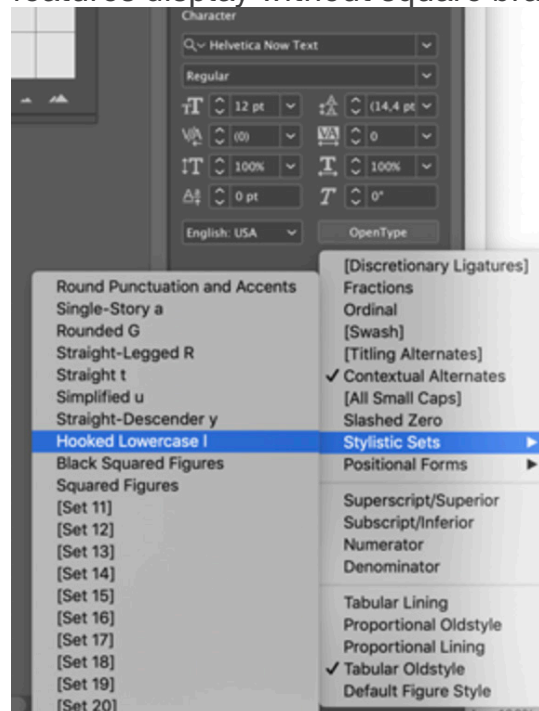 features display without square bra
Character
Helvetica Now Text
Regular
12 pt (14,4 pt
(0) 0
100% 100%
0 pt 0°
English: USA OpenType
[Discretionary Ligatures]
Fractions
Ordinal
[Swash]
[Titling Alternates]
✓ Contextual Alternates
[All Small Caps]
Slashed Zero
Stylistic Sets
Positional Forms
Superscript/Superior
Subscript/Inferior
Numerator
Denominator
Tabular Lining
Proportional Oldstyle
Proportional Lining
✓ Tabular Oldstyle
Default Figure Style
Round Punctuation and Accents
Single-Story a
Rounded G
Straight-Legged R
Straight t
Simplified u
Straight-Descender y
Hooked Lowercase l
Black Squared Figures
Squared Figures
[Set 11]
[Set 12]
[Set 13]
[Set 14]
[Set 15]
[Set 16]
[Set 17]
[Set 18]
[Set 19]
[Set 20]